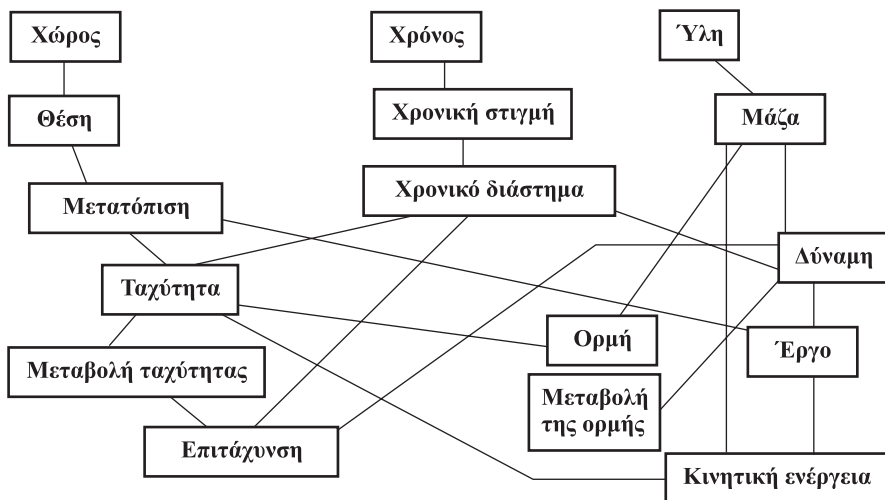 Χώρος
Χρόνος
Ύλη
Θέση
Χρονική στιγμή
Μάζα
Μετατόπιση
Χρονικό διάστημα
Δύναμη
Ταχύτητα
Ορμή
Έργο
Μεταβολή ταχύτητας
Μεταβολή
της ορμής
Επιτάχυνση
Κινητική ενέργεια